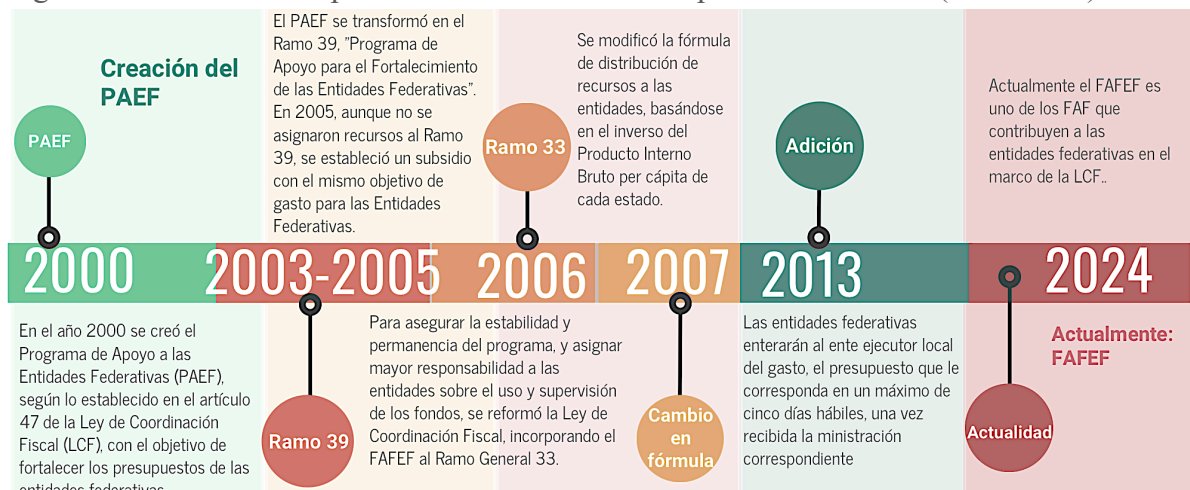 Creación del
PAEF
PAEF
El PAEF se transformó en el
Ramo 39, "Programa de
Apoyo para el Fortalecimiento
de las Entidades Federativas".
En 2005, aunque no se
asignaron recursos al Ramo
39, se estableció un subsidio
con el mismo objetivo de
gasto para las Entidades
Federativas.
Ramo 33
Se modificó la fórmula
de distribución de
recursos a las
entidades, basándose
en el inverso del
Producto Interno
Bruto per cápita de
cada estado.
Adición
Actualmente el FAFEF es
uno de los FAF que
contribuyen a las
entidades federativas en el
marco de la LCF..
2000
2003-2005
2006
2007
2013
2024
En el año 2000 se creó el
Programa de Apoyo a las
Entidades Federativas (PAEF),
según lo establecido en el artículo
47 de la Ley de Coordinación
Fiscal (LCF), con el objetivo de
fortalecer los presupuestos de las
entidades federativas
Ramo 39
Para asegurar la estabilidad y
permanencia del programa, y asignar
mayor responsabilidad a las
entidades sobre el uso y supervisión
de los fondos, se reformó la Ley de
Coordinación Fiscal, incorporando el
FAFEF al Ramo General 33.
Cambio
en
fórmula
Las entidades federativas
enterarán al ente ejecutor local
del gasto, el presupuesto que le
corresponda en un máximo de
cinco días hábiles, una vez
recibida la ministración
correspondiente
Actualidad
Actualmente:
FAFEF